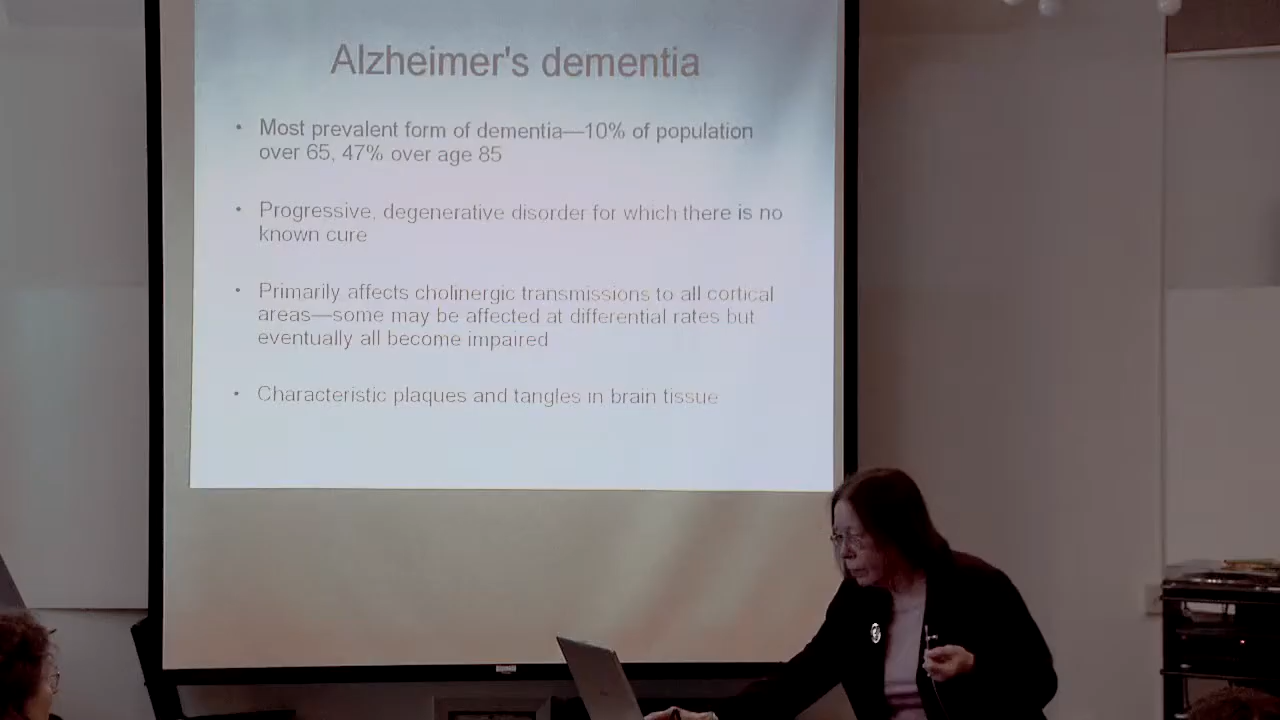 Alzheimer's dementia
• Most prevalent form of dementia—10% of population
over 65, 47% over age 85
• Progressive, degenerative disorder for which there is no
known cure
• Primarily affects cholinergic transmissions to all cortical
areas—some may be affected at differential rates but
eventually all become impaired
• Characteristic plaques and tangles in brain tissue